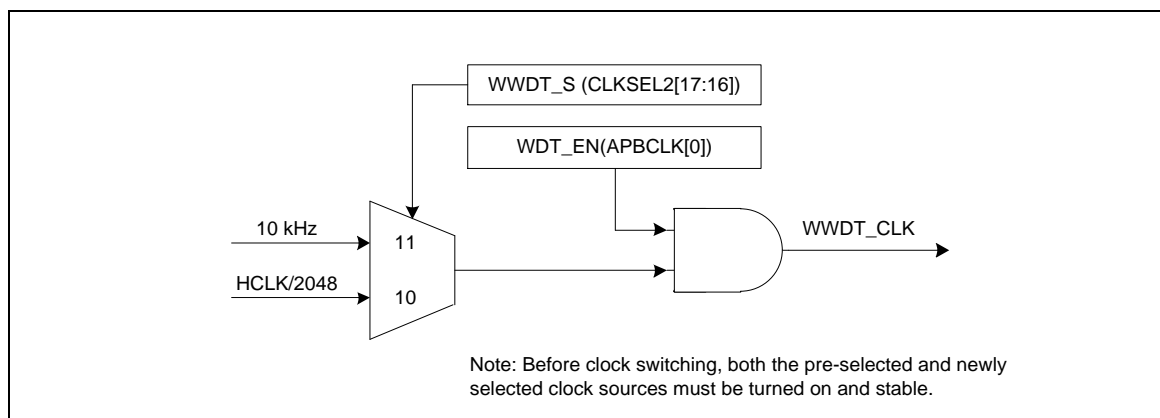 WWDT_S (CLKSEL2[17:16])
WDT_EN(APBCLK[0])
10 kHz
11
WWDT_CLK
HCLK/2048
10
Note: Before clock switching, both the pre-selected and newly
selected clock sources must be turned on and stable.